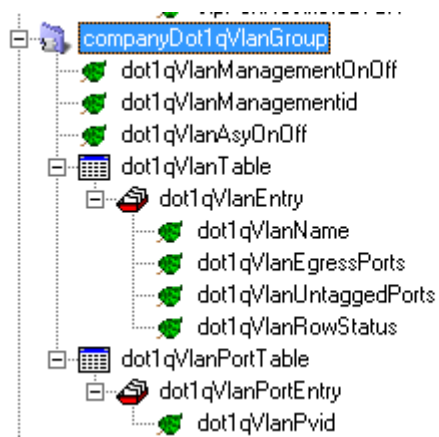 companyDot1qVlanGroup
dot1qVlanManagementOnOff
dot1qVlanManagementid
dot1qVlanAsyOnOff
dot1qVlanTable
dot1qVlanEntry
dot1qVlanName
dot1qVlanEgressPorts
dot1qVlanUntaggedPorts
dot1qVlanRowStatus
dot1qVlanPortTable
dot1qVlanPortEntry
dot1qVlanPvid